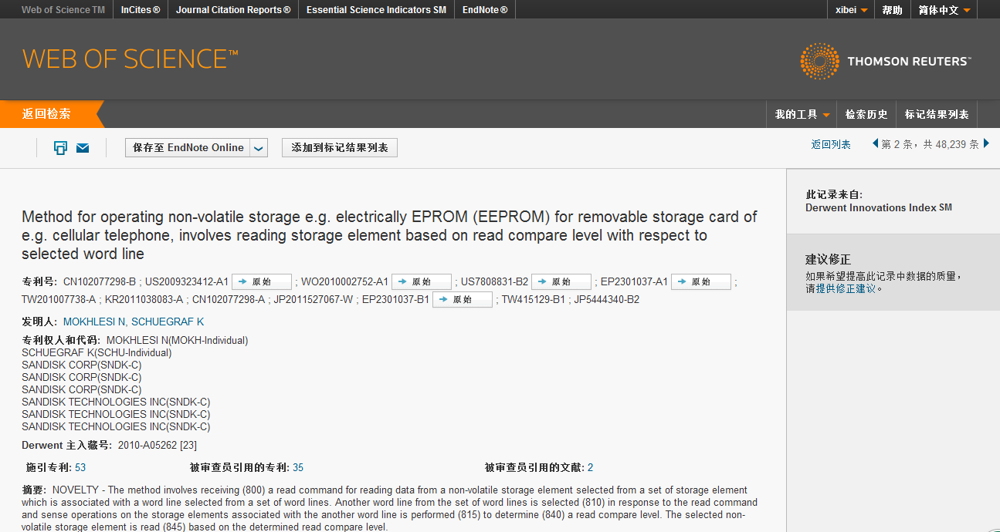 Web of Science TM InCites® Journal Citation Reports® Essential Science Indicators SM EndNote® xibei 帮助 简体中文
WEB OF SCIENCE™
THOMSON REUTERS™
返回检索 我的工具 检索历史 标记结果列表
保存至 EndNote Online 添加到标记结果列表 返回列表 第 2 条，共 48,239 条
此记录来自:
Derwent Innovations Index SM
建议修正
如果希望提高此记录中数据的质量，
请提供修正建议。
Method for operating non-volatile storage e.g. electrically EPROM (EEPROM) for removable storage card of
e.g. cellular telephone, involves reading storage element based on read compare level with respect to
selected word line
专利号: CN102077298-B ; US2009323412-A1 原始 ; WO2010002752-A1 原始 ; US7808831-B2 原始 ; EP2301037-A1 原始 ;
TW201007738-A ; KR2011038083-A ; CN102077298-A ; JP2011527067-W ; EP2301037-B1 原始 ; TW415129-B1 ; JP5444340-B2
发明人: MOKHLESI N, SCHUEGRAF K
专利权人和代码: MOKHLESI N(MOKH-Individual)
SCHUEGRAF K(SCHU-Individual)
SANDISK CORP(SNDK-C)
SANDISK CORP(SNDK-C)
SANDISK CORP(SNDK-C)
SANDISK TECHNOLOGIES INC(SNDK-C)
SANDISK TECHNOLOGIES INC(SNDK-C)
SANDISK TECHNOLOGIES INC(SNDK-C)
Derwent 主入藏号: 2010-A05262 [23]
施引专利: 53 被审查员引用的专利: 35 被审查员引用的文献: 2
摘要: NOVELTY - The method involves receiving (800) a read command for reading data from a non-volatile storage element selected from a set of storage element
which is associated with a word line selected from a set of word lines. Another word line from the set of word lines is selected (810) in response to the read command
and sense operations on the storage elements associated with the another word line is performed (815) to determine (840) a read compare level. The selected non-
volatile storage element is read (845) based on the determined read compare level.